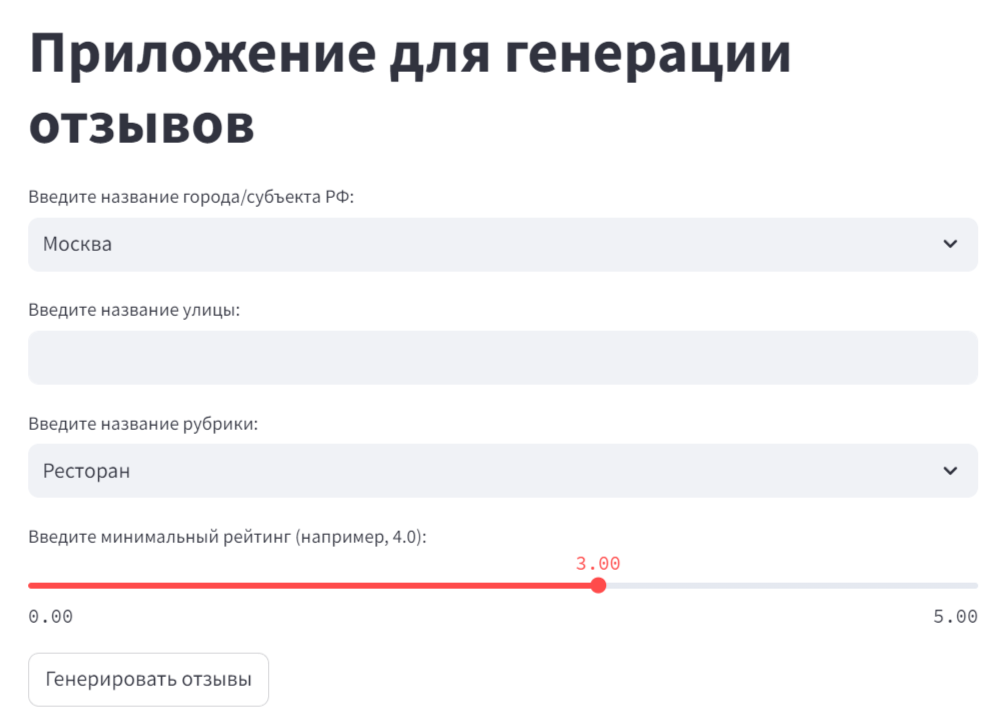 Приложение для генерации
отзывов
Введите название города/субъекта РФ:
Москва
Введите название улицы:
Введите название рубрики:
Ресторан
Введите минимальный рейтинг (например, 4.0):
3.00
0.00 5.00
Генерировать отзывы